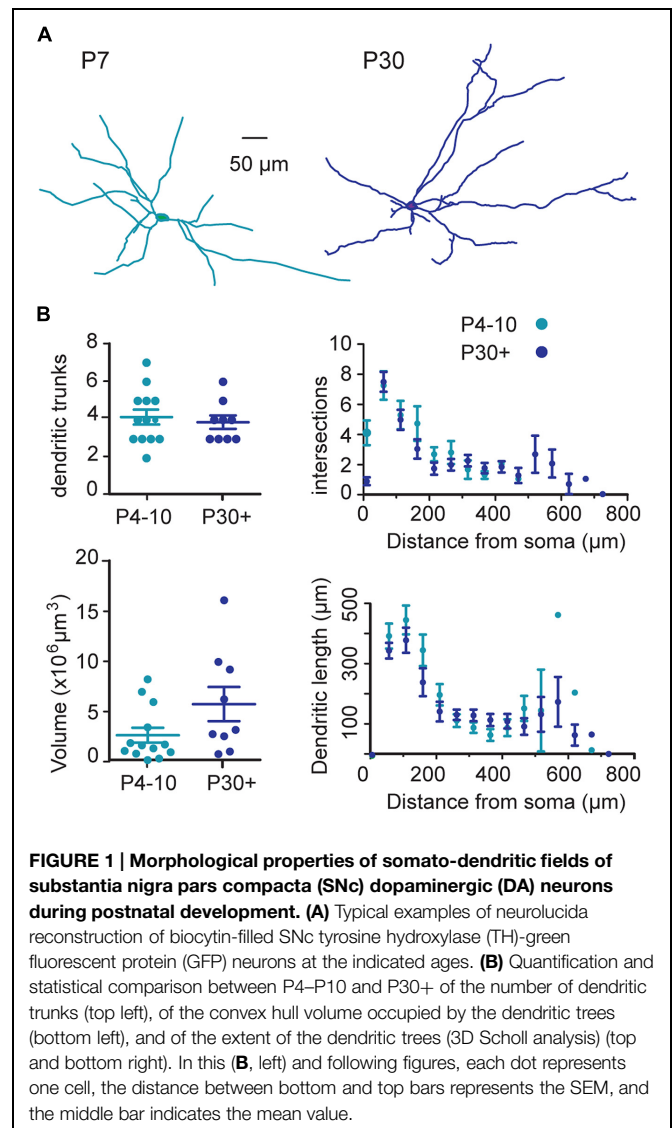 A
P7
P30
50 µm
B
P4-10
P30+
8
6
4
2
0
dendritic trunks
P4-10 P30+
10
8
6
4
2
0
intersections
0 200 400 600 800
Distance from soma (µm)
20
15
10
5
0
Volume (x10⁶µm³)
P4-10 P30+
500
300
100
Dendritic length (µm)
0 200 400 600 800
Distance from soma (µm)
FIGURE 1 | Morphological properties of somato-dendritic fields of
substantia nigra pars compacta (SNc) dopaminergic (DA) neurons
during postnatal development. (A) Typical examples of neurolucida
reconstruction of biocytin-filled SNc tyrosine hydroxylase (TH)-green
fluorescent protein (GFP) neurons at the indicated ages. (B) Quantification and
statistical comparison between P4–P10 and P30+ of the number of dendritic
trunks (top left), of the convex hull volume occupied by the dendritic trees
(bottom left), and of the extent of the dendritic trees (3D Scholl analysis) (top
and bottom right). In this (B, left) and following figures, each dot represents
one cell, the distance between bottom and top bars represents the SEM, and
the middle bar indicates the mean value.